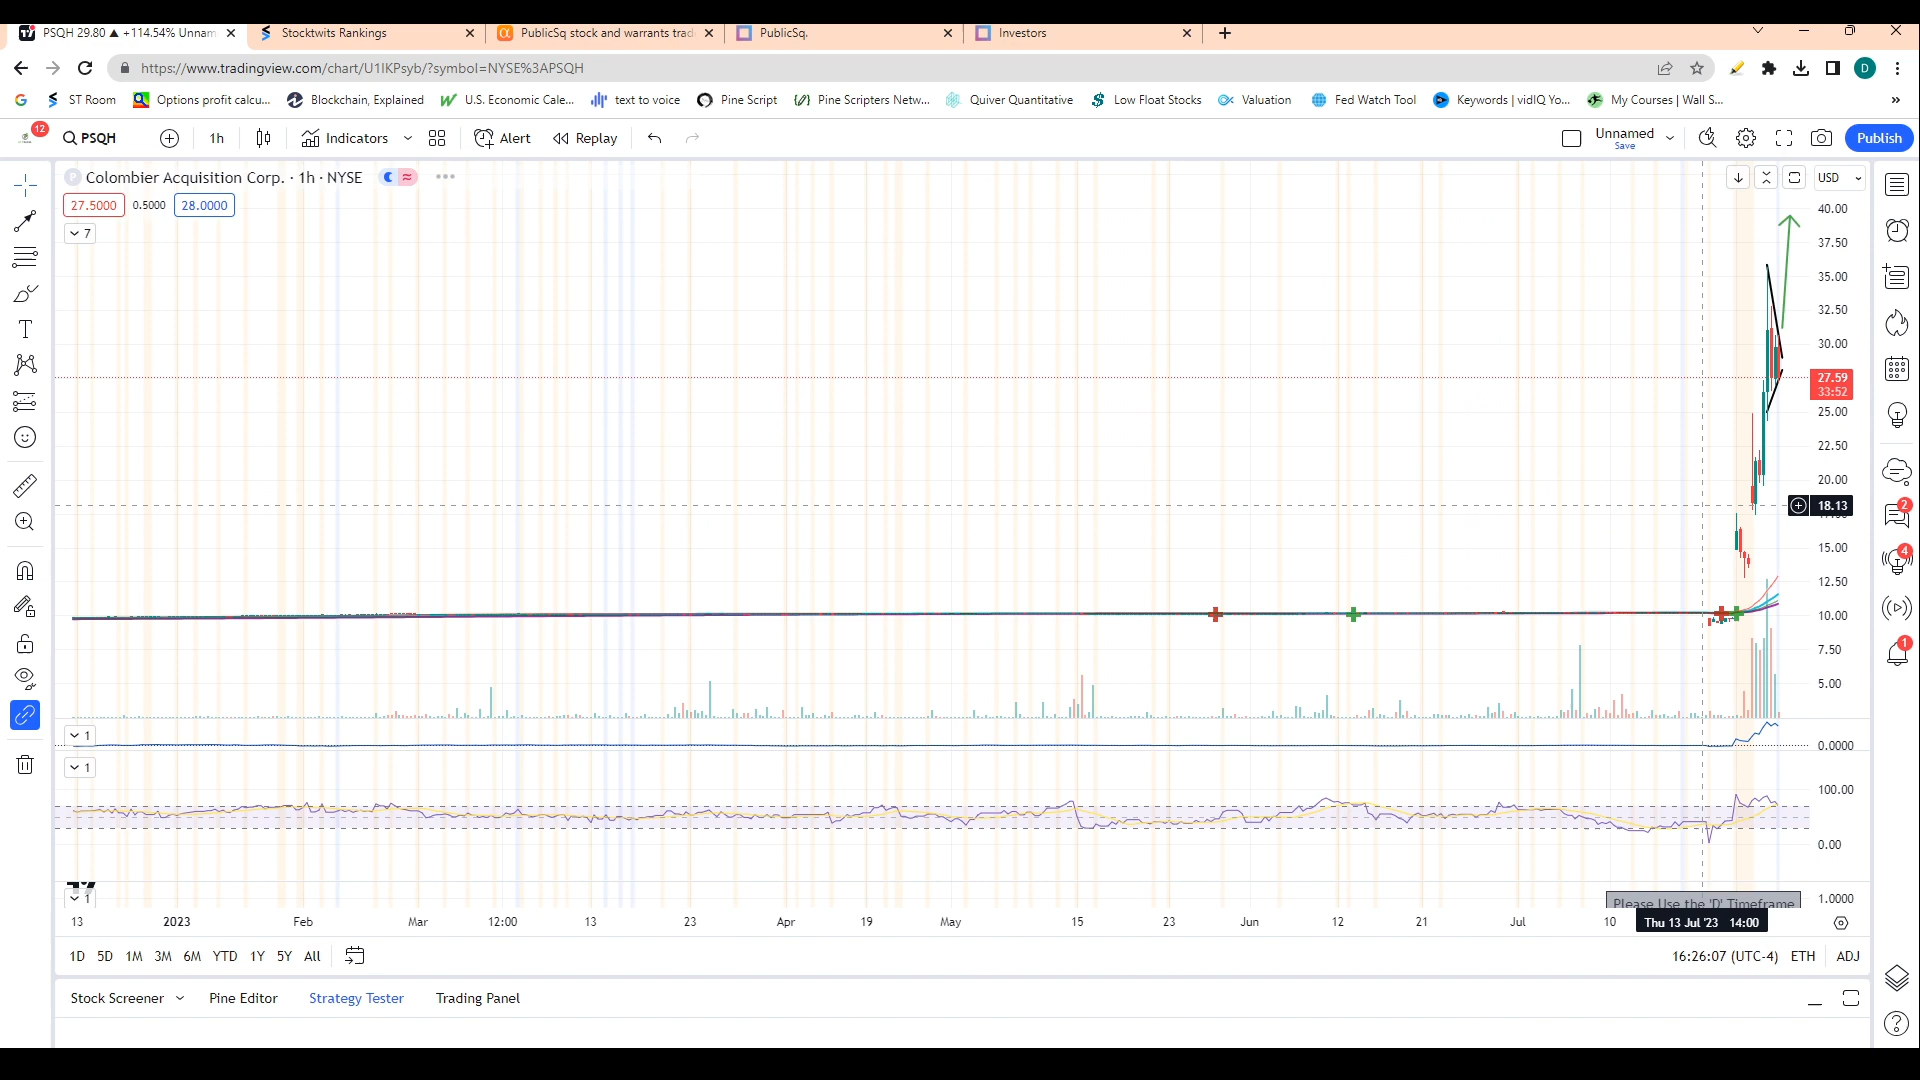 PSQH 29.80 ▲ +114.54% Unnam
Stocktwits Rankings
PublicSq stock and warrants trad
PublicSq.
Investors
https://www.tradingview.com/chart/U1IKPsyb/?symbol=NYSE%3APSQH
D
ST Room
Options profit calcu...
Blockchain, Explained
U.S. Economic Cale...
text to voice
Pine Script
Pine Scripters Netw...
Quiver Quantitative
Low Float Stocks
Valuation
Fed Watch Tool
Keywords | vidIQ Yo...
My Courses | Wall S...
»
12
PSQH
1h
Indicators
Alert
Replay
Unnamed
Save
Publish
Colombier Acquisition Corp. · 1h · NYSE
USD
27.5000
0.5000
28.0000
7
40.00
37.50
35.00
32.50
30.00
27.59
33:52
25.00
22.50
20.00
18.13
15.00
12.50
10.00
7.50
5.00
1
0.0000
1
100.00
0.00
1
1.0000
Please Use the 'D' Timeframe
13
2023
Feb
Mar
12:00
13
23
Apr
19
May
15
23
Jun
12
21
Jul
10
Thu 13 Jul '23 14:00
1D
5D
1M
3M
6M
YTD
1Y
5Y
All
16:26:07 (UTC-4)
ETH
ADJ
Stock Screener
Pine Editor
Strategy Tester
Trading Panel
2
4
1